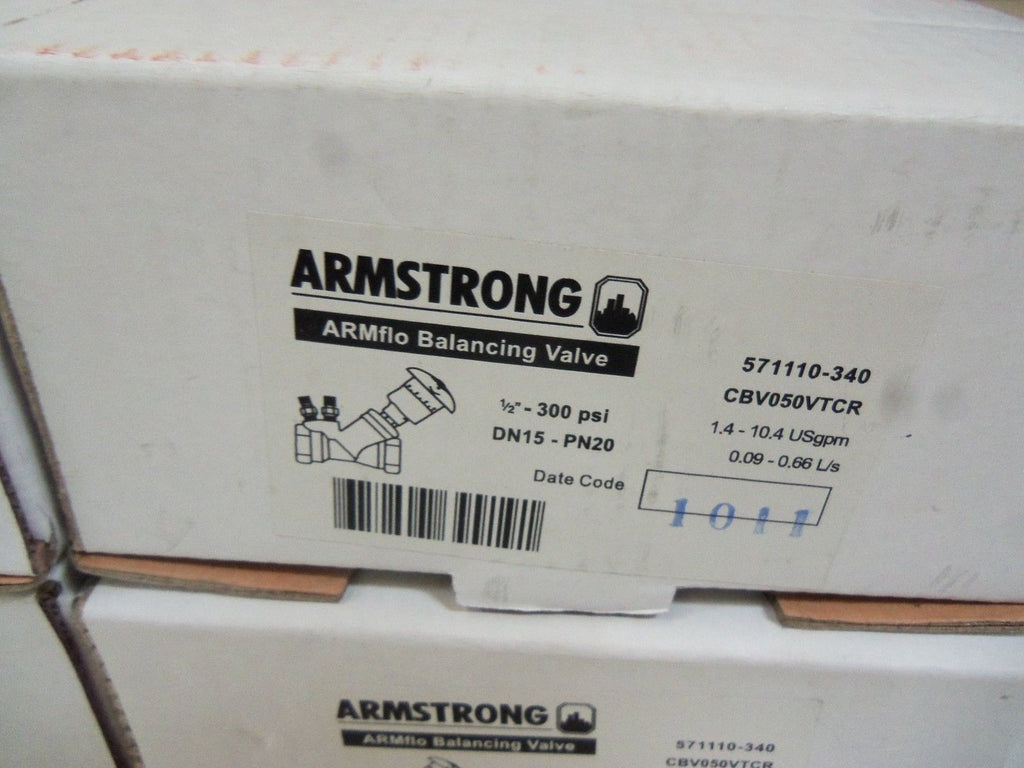 ARMSTRONG
ARMflo Balancing Valve
½" - 300 psi
DN15 - PN20
571110-340
CBV050VTCR
1.4 - 10.4 USgpm
0.09 - 0.66 L/s
Date Code
1011
ARMSTRONG
ARMflo Balancing Valve
571110-340
CBV050VTCR